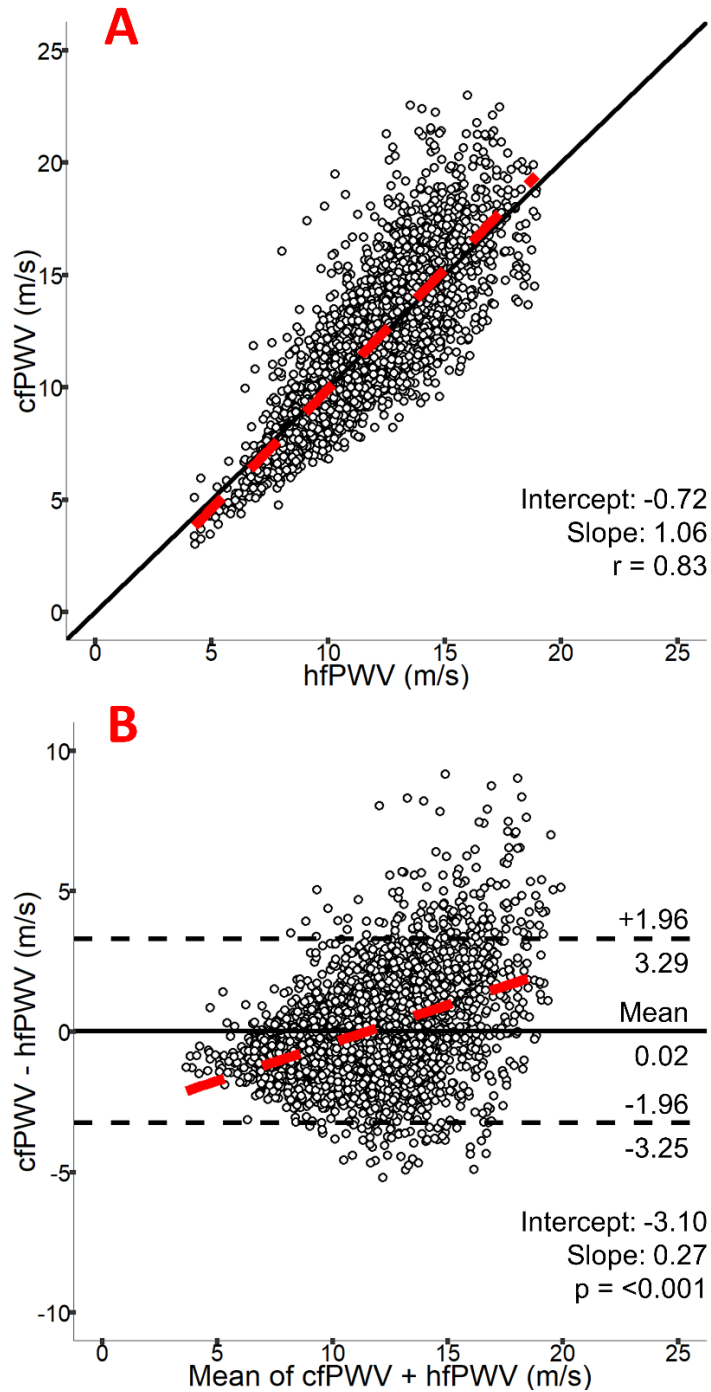 A
25
20
15
10
5
0
cfPWV (m/s)
Intercept: -0.72
Slope: 1.06
r = 0.83
0 5 10 15 20 25
hfPWV (m/s)
B
10
5
0
-5
-10
cfPWV - hfPWV (m/s)
+1.96
3.29
Mean
0.02
-1.96
-3.25
Intercept: -3.10
Slope: 0.27
p = <0.001
0 5 10 15 20 25
Mean of cfPWV + hfPWV (m/s)